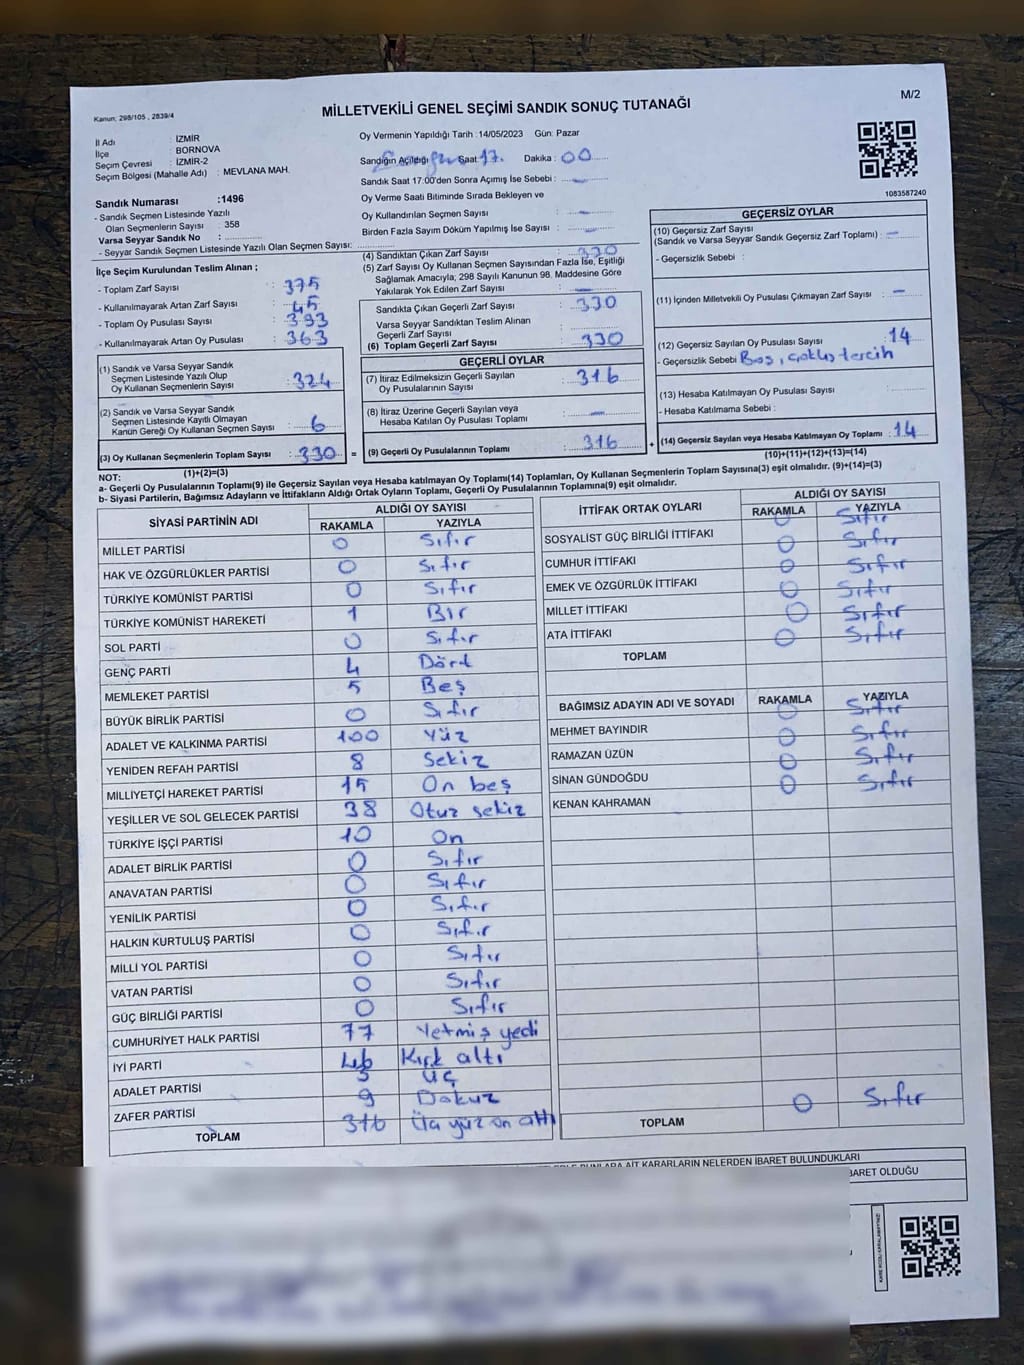 Kanun; 298/105 , 2839/4
MİLLETVEKİLİ GENEL SEÇİMİ SANDIK SONUÇ TUTANAĞI
M/2
İl Adı : İZMİR
İlçe : BORNOVA
Seçim Çevresi : İZMİR-2
Seçim Bölgesi (Mahalle Adı) : MEVLANA MAH.
Oy Vermenin Yapıldığı Tarih :14/05/2023 Gün: Pazar
Sandığın Açıldığı Saat 17. Dakika : 00
Sandık Saat 17:00'den Sonra Açımış İse Sebebi : -
Oy Verme Saati Bitiminde Sırada Bekleyen ve
Oy Kullandırılan Seçmen Sayısı : -
Birden Fazla Sayım Döküm Yapılmış İse Sayısı : -
1083587240
Sandık Numarası :1496
- Sandık Seçmen Listesinde Yazılı
Olan Seçmenlerin Sayısı : 358
Varsa Seyyar Sandık No :
- Seyyar Sandık Seçmen Listesinde Yazılı Olan Seçmen Sayısı:
İlçe Seçim Kurulundan Teslim Alınan ;
- Toplam Zarf Sayısı : 375
- Kullanılmayarak Artan Zarf Sayısı : 45
- Toplam Oy Pusulası Sayısı : 393
- Kullanılmayarak Artan Oy Pusulası : 363
(1) Sandık ve Varsa Seyyar Sandık
Seçmen Listesinde Yazılı Olup
Oy Kullanan Seçmenlerin Sayısı : 324
(2) Sandık ve Varsa Seyyar Sandık
Seçmen Listesinde Kayıtlı Olmayan
Kanun Gereği Oy Kullanan Seçmen Sayısı : 6
(3) Oy Kullanan Seçmenlerin Toplam Sayısı : 330
(1)+(2)=(3)
(4) Sandıktan Çıkan Zarf Sayısı : 330
(5) Zarf Sayısı Oy Kullanan Seçmen Sayısından Fazla İse, Eşitliği
Sağlamak Amacıyla; 298 Sayılı Kanunun 98. Maddesine Göre
Yakılarak Yok Edilen Zarf Sayısı : -
Sandıkta Çıkan Geçerli Zarf Sayısı : 330
Varsa Seyyar Sandıktan Teslim Alınan
Geçerli Zarf Sayısı :
(6) Toplam Geçerli Zarf Sayısı : 330
GEÇERLİ OYLAR
(7) İtiraz Edilmeksizin Geçerli Sayılan
Oy Pusulalarının Sayısı : 316
(8) İtiraz Üzerine Geçerli Sayılan veya
Hesaba Katılan Oy Pusulası Toplamı : -
= (9) Geçerli Oy Pusulalarının Toplamı : 316
GEÇERSİZ OYLAR
(10) Geçersiz Zarf Sayısı
(Sandık ve Varsa Seyyar Sandık Geçersiz Zarf Toplamı) : -
- Geçersizlik Sebebi :
(11) İçinden Milletvekili Oy Pusulası Çıkmayan Zarf Sayısı : -
(12) Geçersiz Sayılan Oy Pusulası Sayısı : 14
- Geçersizlik Sebebi Boş, çoklu tercih
(13) Hesaba Katılmayan Oy Pusulası Sayısı :
- Hesaba Katılmama Sebebi :
+ (14) Geçersiz Sayılan veya Hesaba Katılmayan Oy Toplamı : 14
(10)+(11)+(12)+(13)=(14)
NOT:
a- Geçerli Oy Pusulalarının Toplamı(9) ile Geçersiz Sayılan veya Hesaba katılmayan Oy Toplamı(14) Toplamları, Oy Kullanan Seçmenlerin Toplam Sayısına(3) eşit olmalıdır. (9)+(14)=(3)
b- Siyasi Partilerin, Bağımsız Adayların ve İttifakların Aldığı Ortak Oyların Toplamı, Geçerli Oy Pusulalarının Toplamına(9) eşit olmalıdır.
SİYASİ PARTİNİN ADI ALDIĞI OY SAYISI
RAKAMLA YAZIYLA
MİLLET PARTİSİ 0 Sıfır
HAK VE ÖZGÜRLÜKLER PARTİSİ 0 Sıfır
TÜRKİYE KOMÜNİST PARTİSİ 0 Sıfır
TÜRKİYE KOMÜNİST HAREKETİ 1 Bir
SOL PARTİ 0 Sıfır
GENÇ PARTİ 4 Dört
MEMLEKET PARTİSİ 5 Beş
BÜYÜK BİRLİK PARTİSİ 0 Sıfır
ADALET VE KALKINMA PARTİSİ 100 Yüz
YENİDEN REFAH PARTİSİ 8 Sekiz
MİLLİYETÇİ HAREKET PARTİSİ 15 On beş
YEŞİLLER VE SOL GELECEK PARTİSİ 38 Otuz sekiz
TÜRKİYE İŞÇİ PARTİSİ 10 On
ADALET BİRLİK PARTİSİ 0 Sıfır
ANAVATAN PARTİSİ 0 Sıfır
YENİLİK PARTİSİ 0 Sıfır
HALKIN KURTULUŞ PARTİSİ 0 Sıfır
MİLLİ YOL PARTİSİ 0 Sıfır
VATAN PARTİSİ 0 Sıfır
GÜÇ BİRLİĞİ PARTİSİ 0 Sıfır
CUMHURİYET HALK PARTİSİ 77 Yetmiş yedi
İYİ PARTİ 46 Kırk altı
ADALET PARTİSİ 3 üç
ZAFER PARTİSİ 9 Dokuz
TOPLAM 316 Üç yüz on altı
İTTİFAK ORTAK OYLARI ALDIĞI OY SAYISI
RAKAMLA YAZIYLA
SOSYALİST GÜÇ BİRLİĞİ İTTİFAKI 0 Sıfır
CUMHUR İTTİFAKI 0 Sıfır
EMEK VE ÖZGÜRLÜK İTTİFAKI 0 Sıfır
MİLLET İTTİFAKI 0 Sıfır
ATA İTTİFAKI 0 Sıfır
TOPLAM 0 Sıfır
BAĞIMSIZ ADAYIN ADI VE SOYADI RAKAMLA YAZIYLA
MEHMET BAYINDIR 0 Sıfır
RAMAZAN ÜZÜN 0 Sıfır
SİNAN GÜNDOĞDU 0 Sıfır
KENAN KAHRAMAN 0 Sıfır
TOPLAM 0 Sıfır
BUNLARA AİT KARARLARIN NELERDEN İBARET BULUNDUKLARI
BARET OLDUĞU